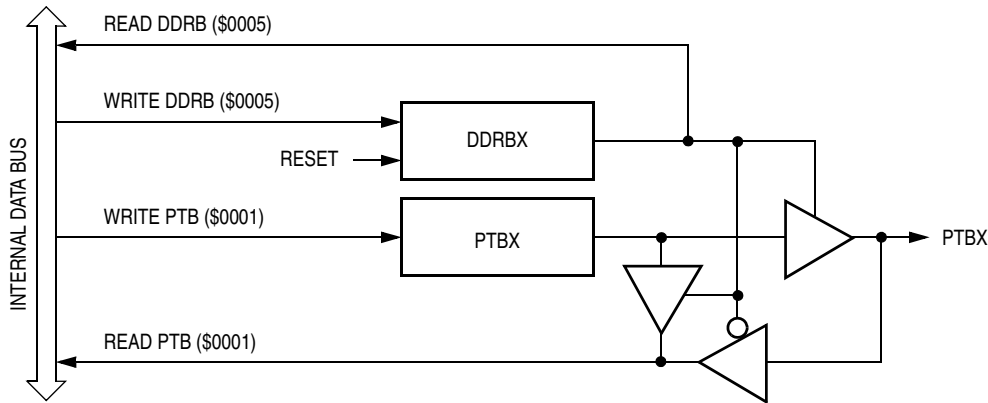 READ DDRB ($0005)
WRITE DDRB ($0005)
DDRBX
RESET
INTERNAL DATA BUS
WRITE PTB ($0001)
PTBX
PTBX
READ PTB ($0001)